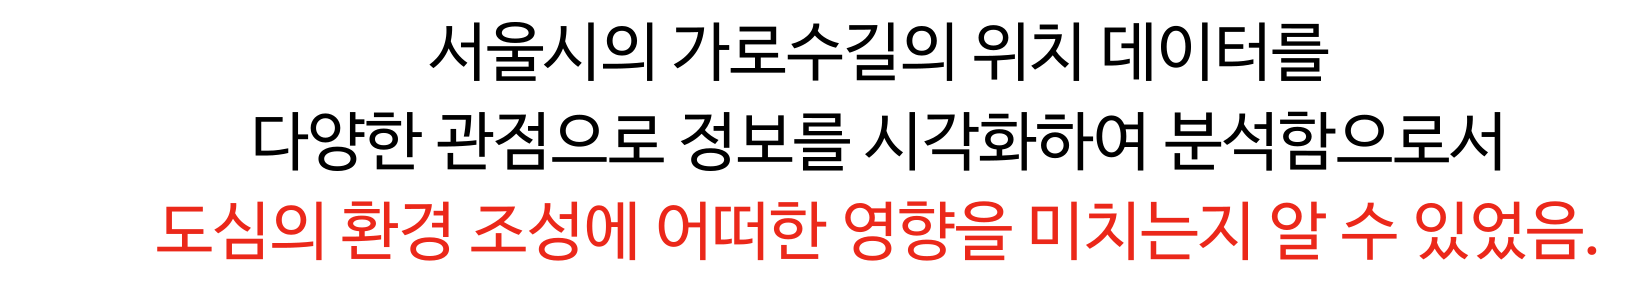 서울시의 가로수길의 위치 데이터를
다양한 관점으로 정보를 시각화하여 분석함으로서
도심의 환경 조성에 어떠한 영향을 미치는지 알 수 있었음.